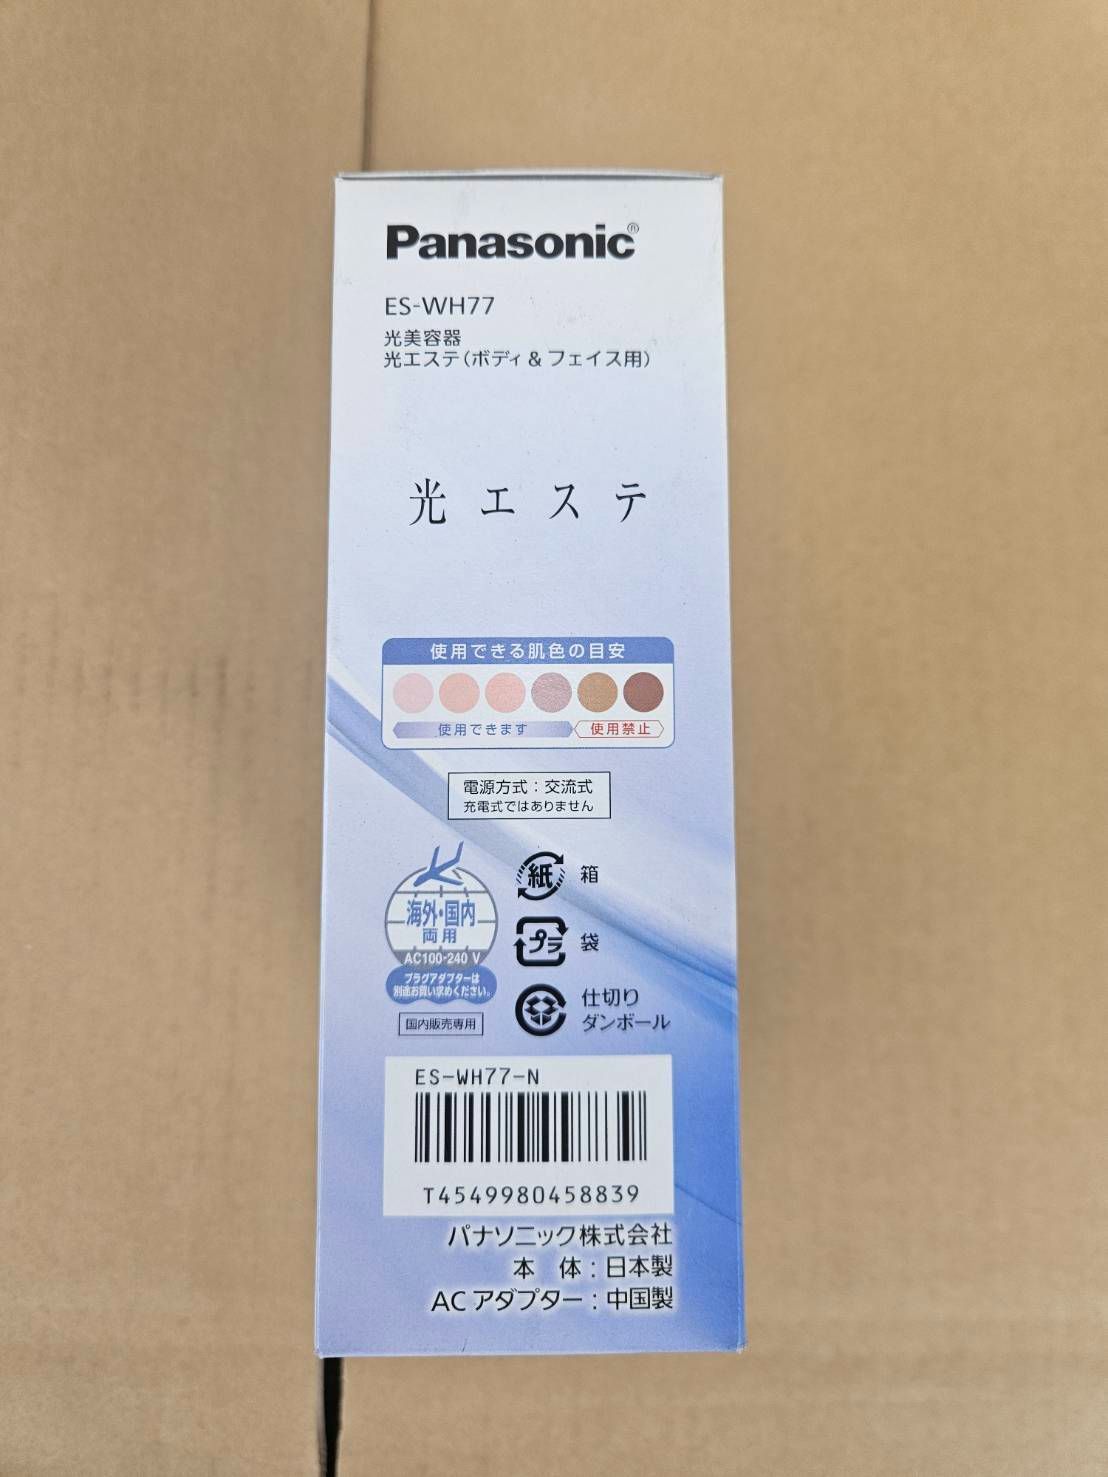 Panasonic®
ES-WH77
光美容器
光エステ(ボディ&フェイス用)
光エステ
使用できる肌色の目安
使用できます
使用禁止
電源方式：交流式
充電式ではありません
海外・国内
両用
AC100-240 V
プラグアダプターは
別途お買い求めください。
国内販売専用
紙 箱
プラ 袋
仕切り
ダンボール
ES-WH77-N
T4549980458839
パナソニック株式会社
本 体：日本製
ACアダプター：中国製